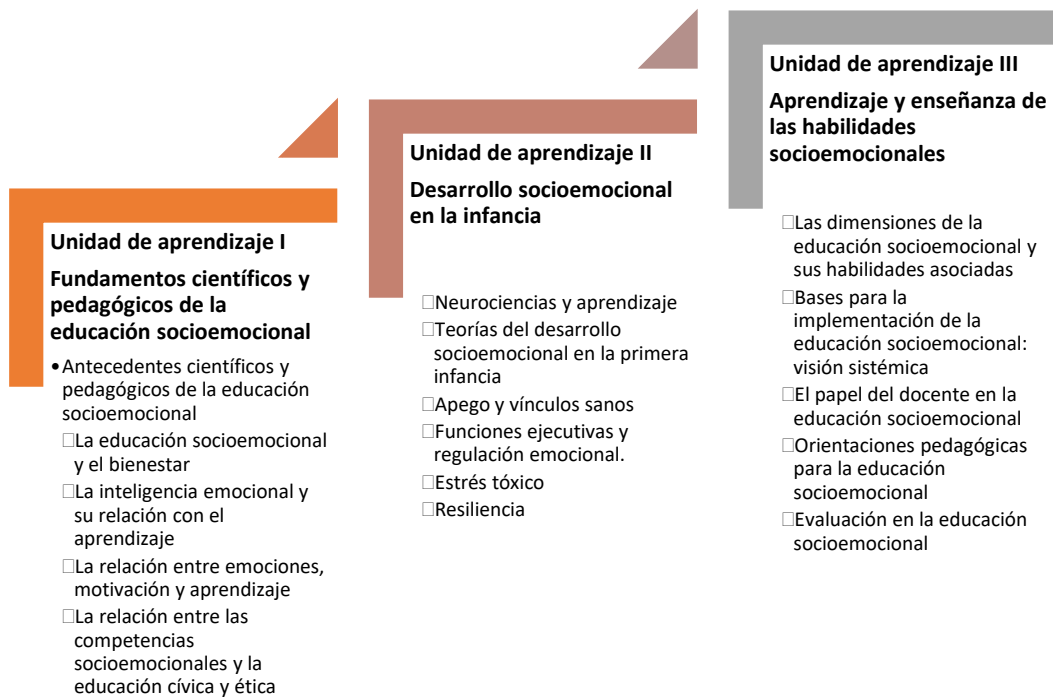 Unidad de aprendizaje I
Fundamentos científicos y
pedagógicos de la
educación socioemocional
•Antecedentes científicos y
pedagógicos de la educación
socioemocional
□La educación socioemocional
y el bienestar
□La inteligencia emocional y
su relación con el
aprendizaje
□La relación entre emociones,
motivación y aprendizaje
□La relación entre las
competencias
socioemocionales y la
educación cívica y ética
Unidad de aprendizaje II
Desarrollo socioemocional
en la infancia
□Neurociencias y aprendizaje
□Teorías del desarrollo
socioemocional en la primera
infancia
□Apego y vínculos sanos
□Funciones ejecutivas y
regulación emocional.
□Estrés tóxico
□Resiliencia
Unidad de aprendizaje III
Aprendizaje y enseñanza de
las habilidades
socioemocionales
□Las dimensiones de la
educación socioemocional y
sus habilidades asociadas
□Bases para la
implementación de la
educación socioemocional:
visión sistémica
□El papel del docente en la
educación socioemocional
□Orientaciones pedagógicas
para la educación
socioemocional
□Evaluación en la educación
socioemocional